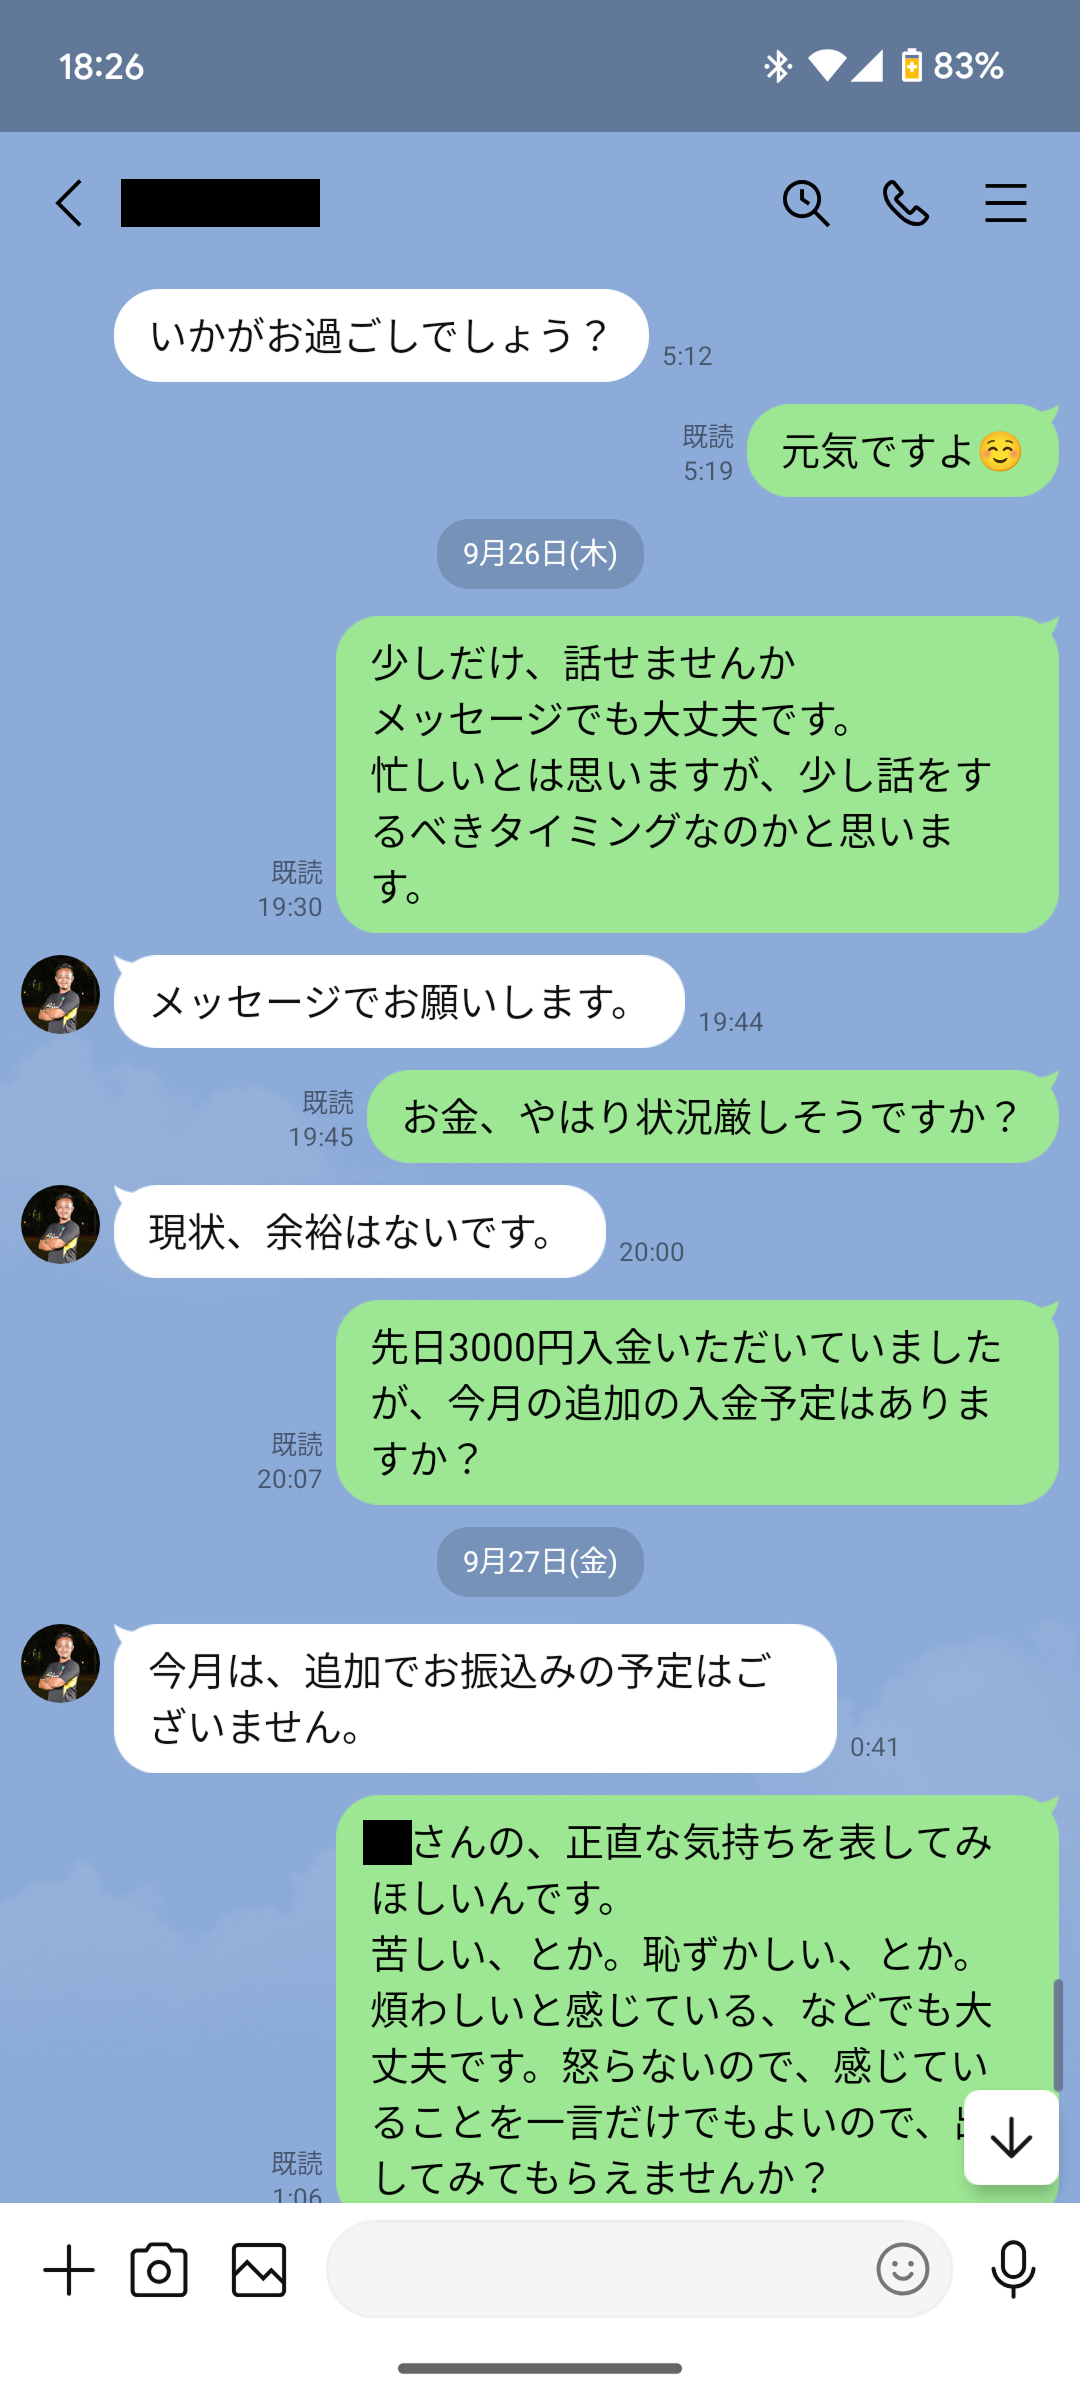 18:26
83%
いかがお過ごしでしょう？
5:12
元気ですよ☺️
既読
5:19
9月26日(木)
少しだけ、話せませんか
メッセージでも大丈夫です。
忙しいとは思いますが、少し話をす
るべきタイミングなのかと思いま
す。
既読
19:30
メッセージでお願いします。
19:44
お金、やはり状況厳しそうですか？
既読
19:45
現状、余裕はないです。
20:00
先日3000円入金いただいていました
が、今月の追加の入金予定はありま
すか？
既読
20:07
9月27日(金)
今月は、追加でお振込みの予定はご
ざいません。
0:41
さんの、正直な気持ちを表してみ
ほしいんです。
苦しい、とか。恥ずかしい、とか。
煩わしいと感じている、などでも大
丈夫です。怒らないので、感じてい
ることを一言だけでもよいので、出
してみてもらえませんか？
既読
1:06